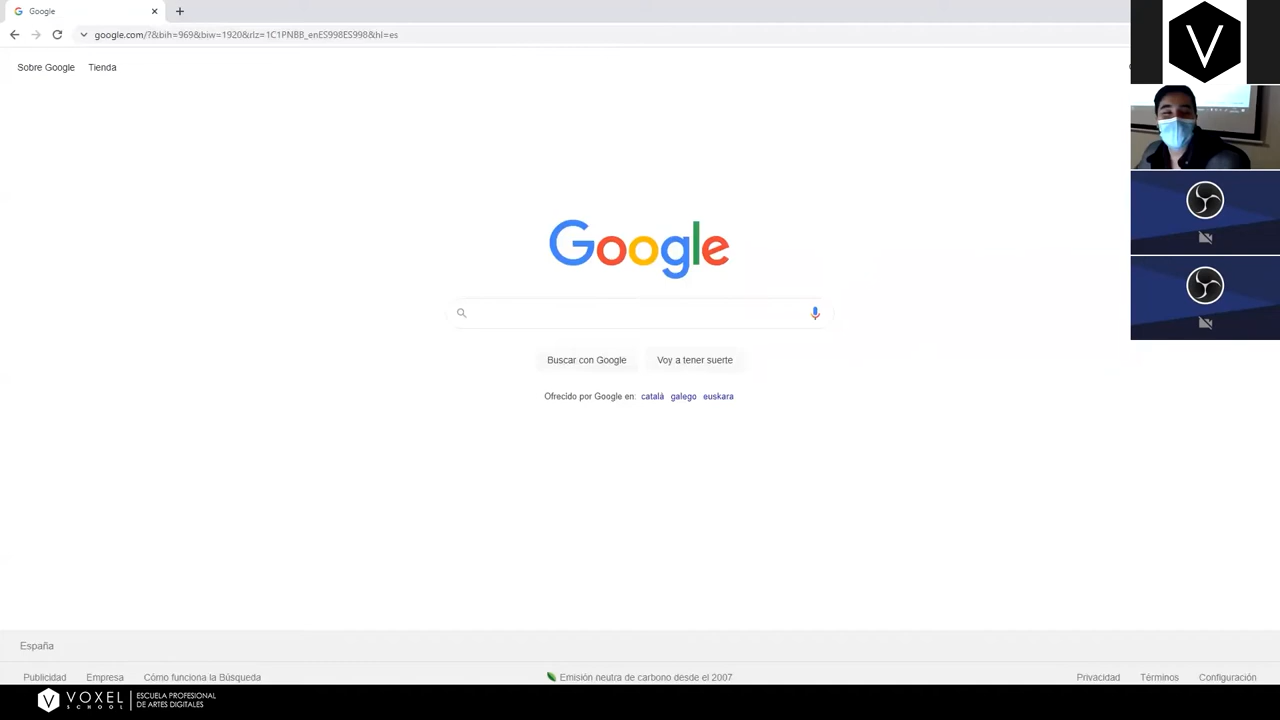 Google
google.com/?&bih=969&biw=1920&rlz=1C1PNBB_enES998ES998&hl=es
Sobre Google Tienda
V
Google
Buscar con Google Voy a tener suerte
Ofrecido por Google en: català galego euskara
España
Publicidad Empresa Cómo funciona la Búsqueda Emisión neutra de carbono desde el 2007 Privacidad Términos Configuración
V VOXEL SCHOOL ESCUELA PROFESIONAL
DE ARTES DIGITALES